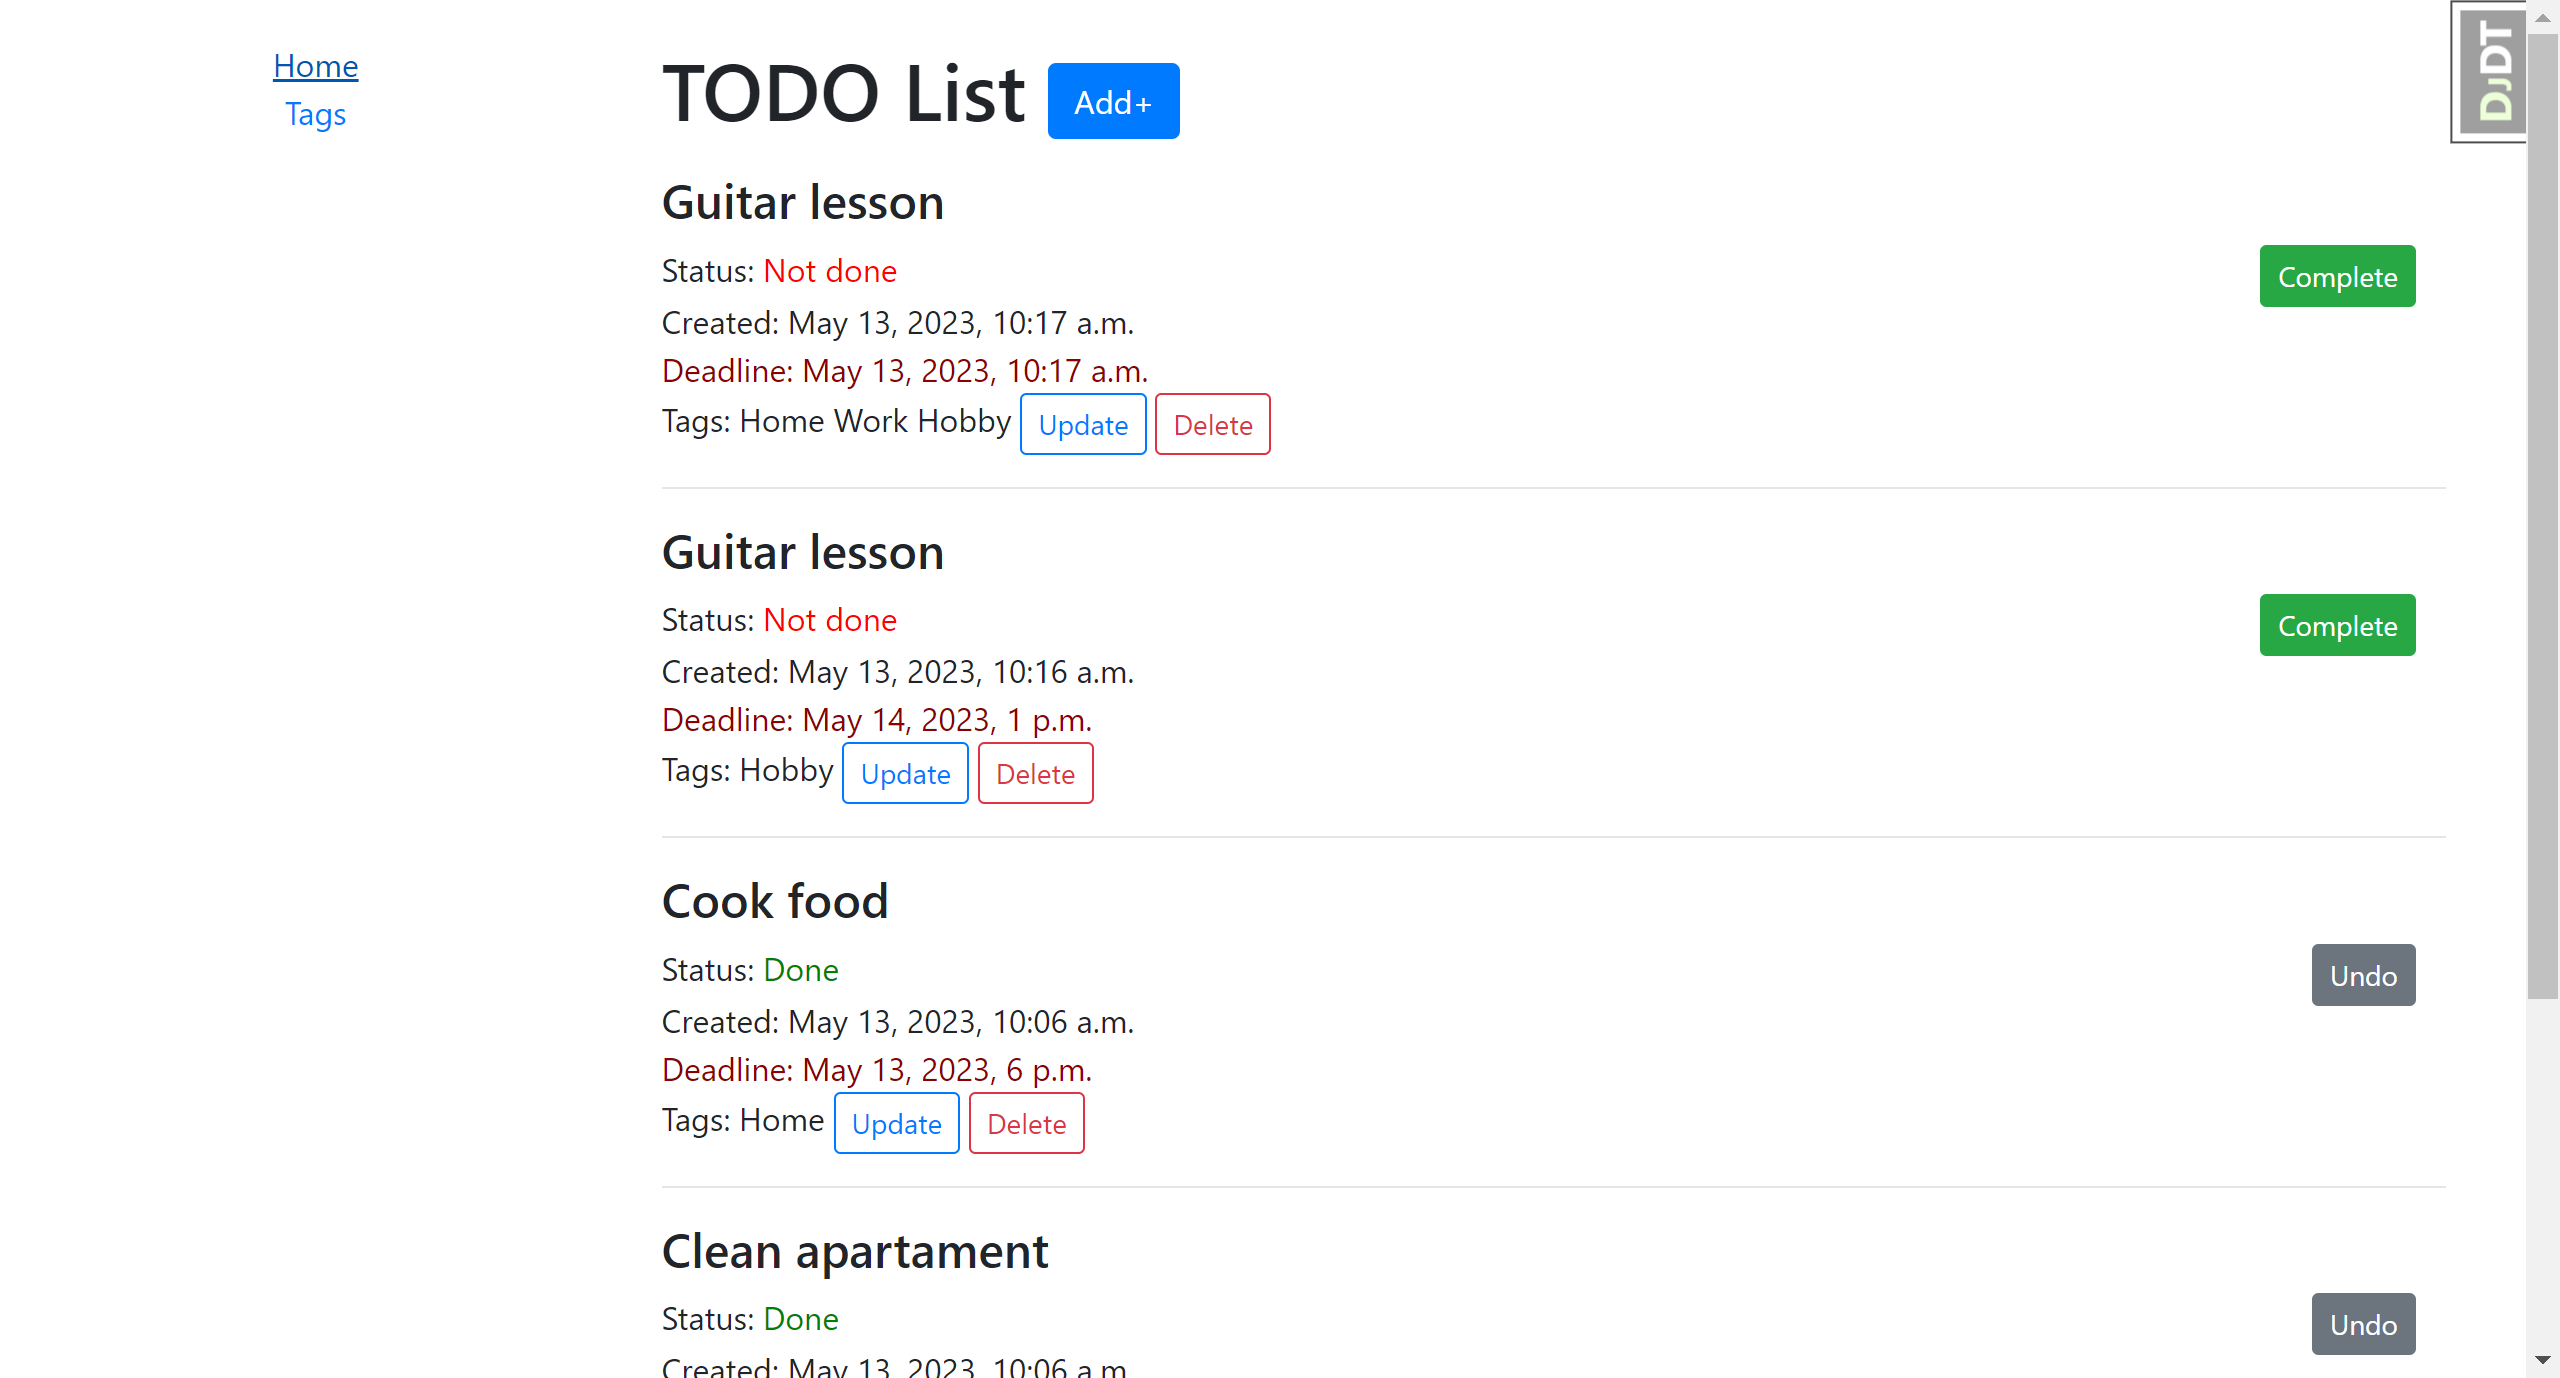 Home
Tags
TODO List Add+
DJDT
Guitar lesson
Status: Not done
Complete
Created: May 13, 2023, 10:17 a.m.
Deadline: May 13, 2023, 10:17 a.m.
Tags: Home Work Hobby Update Delete
Guitar lesson
Status: Not done
Complete
Created: May 13, 2023, 10:16 a.m.
Deadline: May 14, 2023, 1 p.m.
Tags: Hobby Update Delete
Cook food
Status: Done
Undo
Created: May 13, 2023, 10:06 a.m.
Deadline: May 13, 2023, 6 p.m.
Tags: Home Update Delete
Clean apartament
Status: Done
Undo
Created: May 13, 2023, 10:06 a.m.